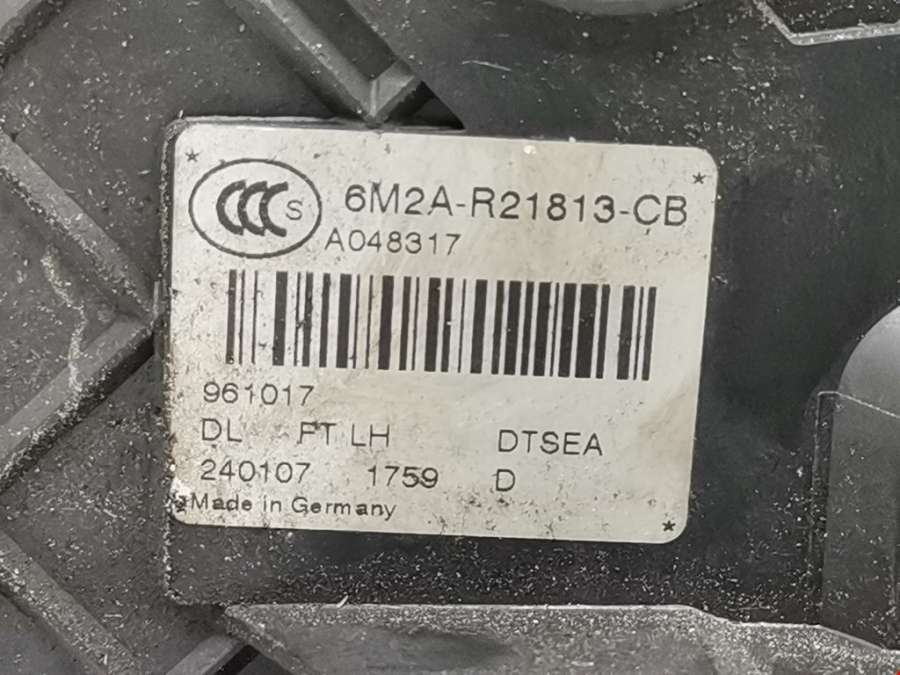 CCC S 6M2A-R21813-CB
A048317
961017
DL FT LH DTSEA
240107 1759 D
Made in Germany